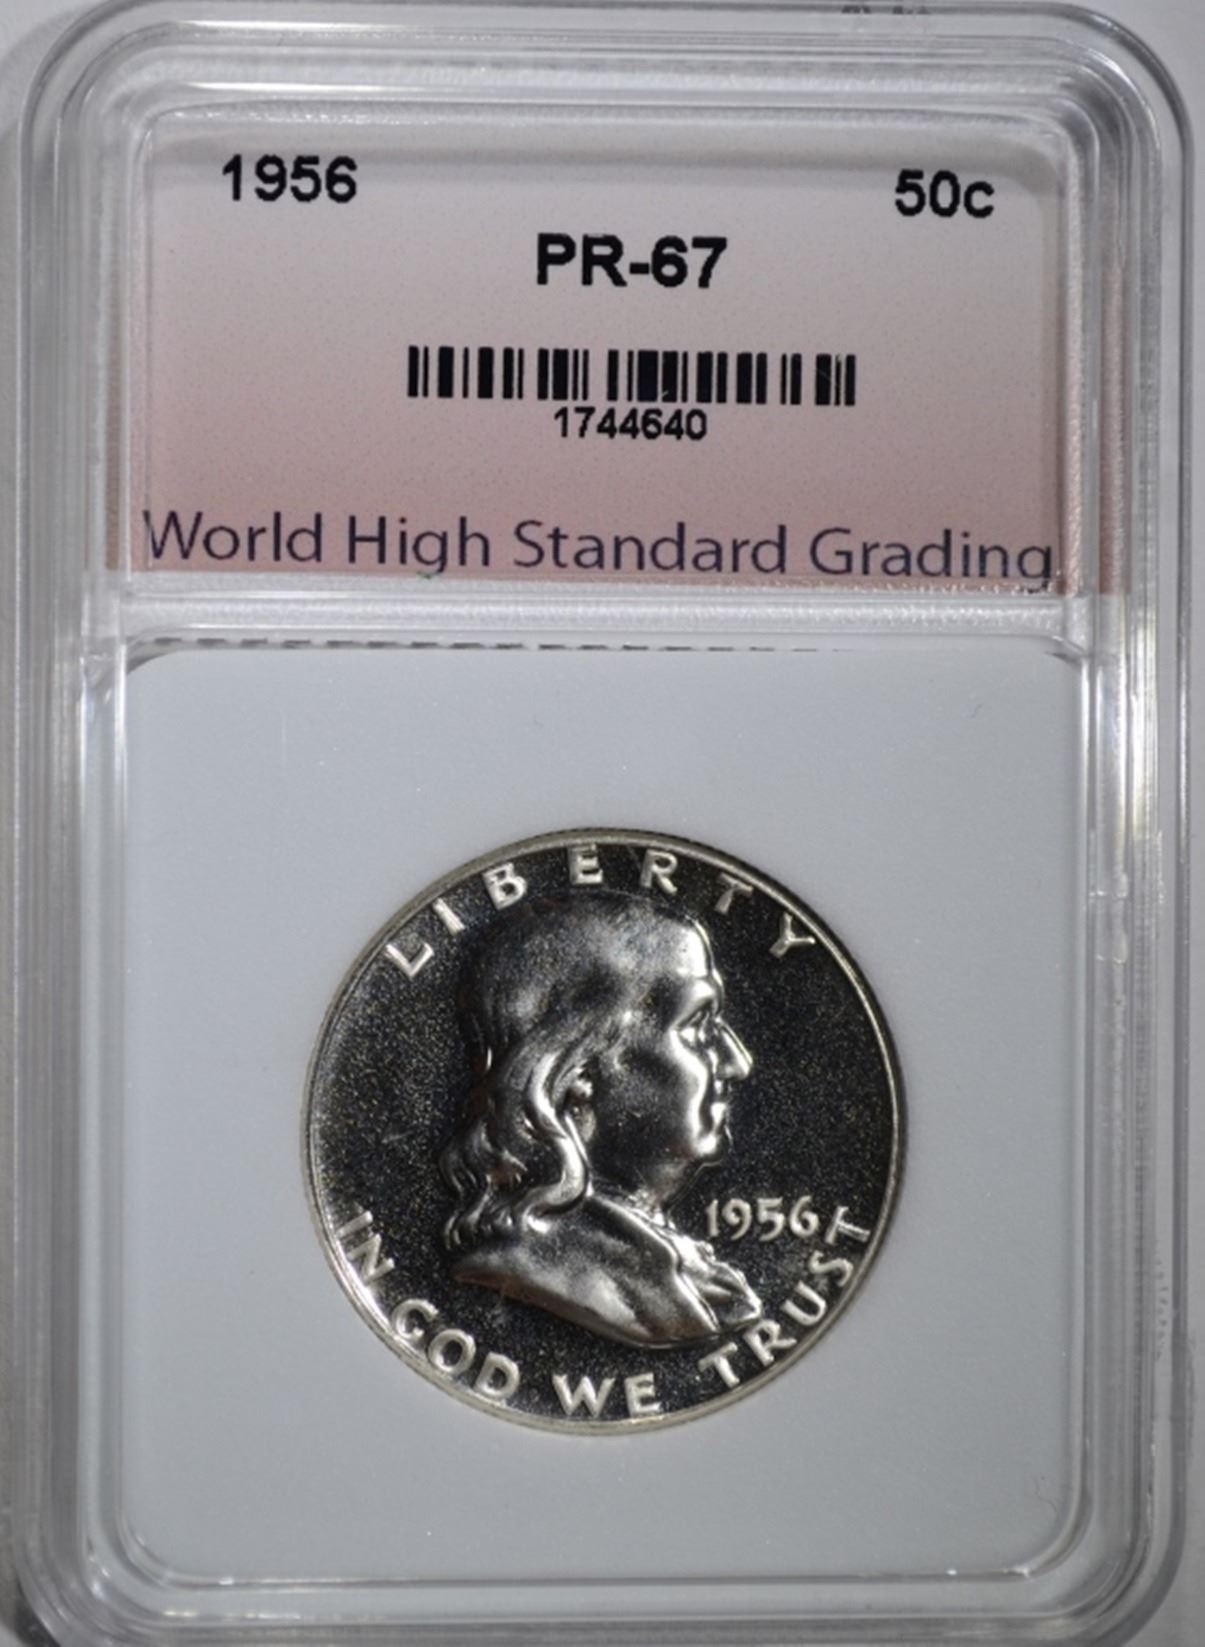 1956 50c
PR-67
1744640
World High Standard Grading
LIBERTY
1956
IN GOD WE TRUST